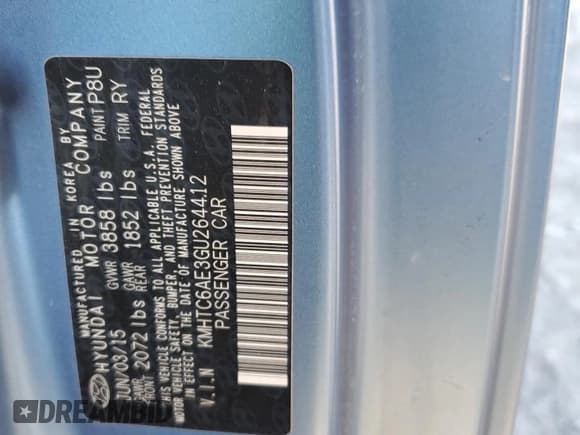 MANUFACTURED IN KOREA BY
HYUNDAI MOTOR COMPANY
JUN/03/15 GVWR 3858 lbs PAINT P8U
GAWR FRONT 2072 lbs GAWR REAR 1852 lbs TRIM RY
THIS VEHICLE CONFORMS TO ALL APPLICABLE U.S.A. FEDERAL
MOTOR VEHICLE SAFETY, BUMPER, AND THEFT PREVENTION STANDARDS
IN EFFECT ON THE DATE OF MANUFACTURE SHOWN ABOVE
V.I.N KMHTC6AE3GU264412
PASSENGER CAR
DREAMBID